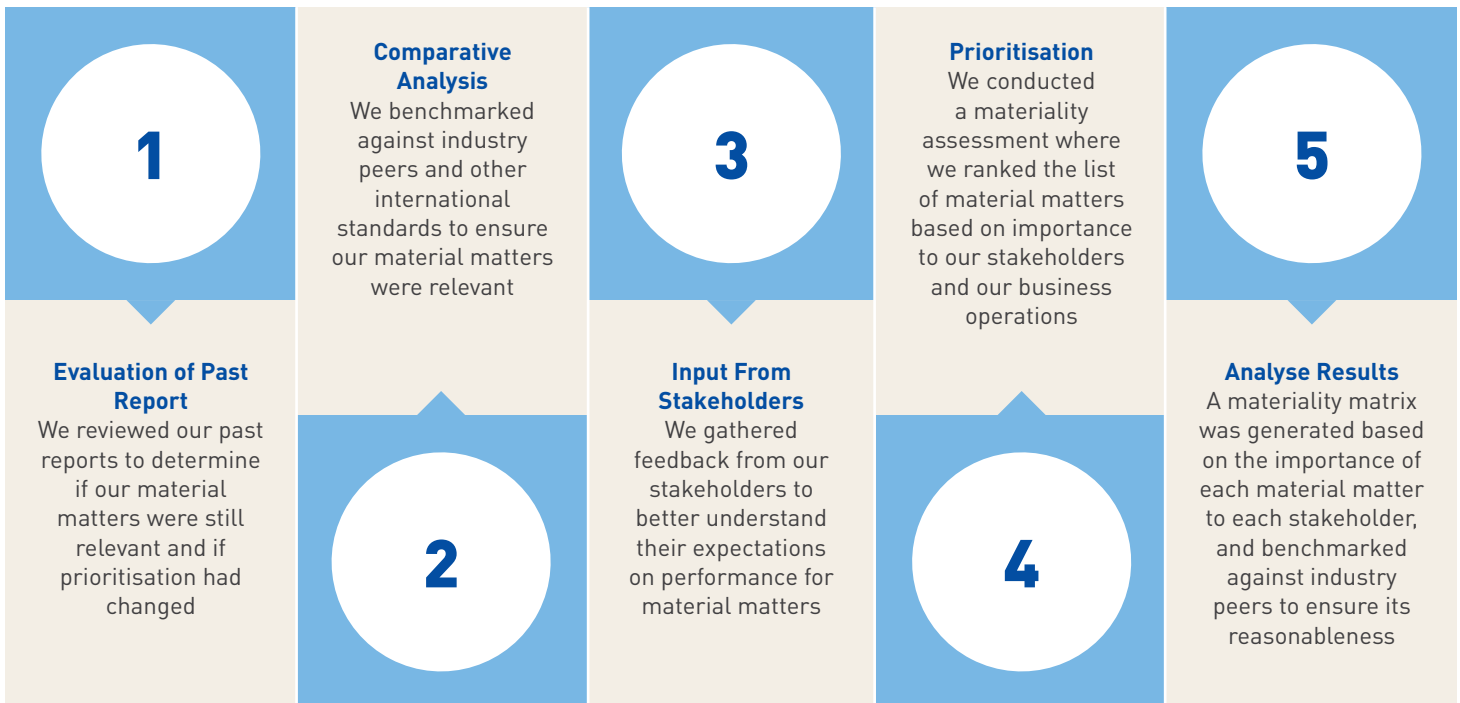 1
Evaluation of Past
Report
We reviewed our past
reports to determine
if our material
matters were still
relevant and if
prioritisation had
changed
Comparative
Analysis
We benchmarked
against industry
peers and other
international
standards to ensure
our material matters
were relevant
2
3
Input From
Stakeholders
We gathered
feedback from our
stakeholders to
better understand
their expectations
on performance for
material matters
Prioritisation
We conducted
a materiality
assessment where
we ranked the list
of material matters
based on importance
to our stakeholders
and our business
operations
4
5
Analyse Results
A materiality matrix
was generated based
on the importance of
each material matter
to each stakeholder,
and benchmarked
against industry
peers to ensure its
reasonableness